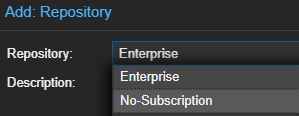 Add: Repository
Repository: Enterprise
Enterprise
Description:
No-Subscription